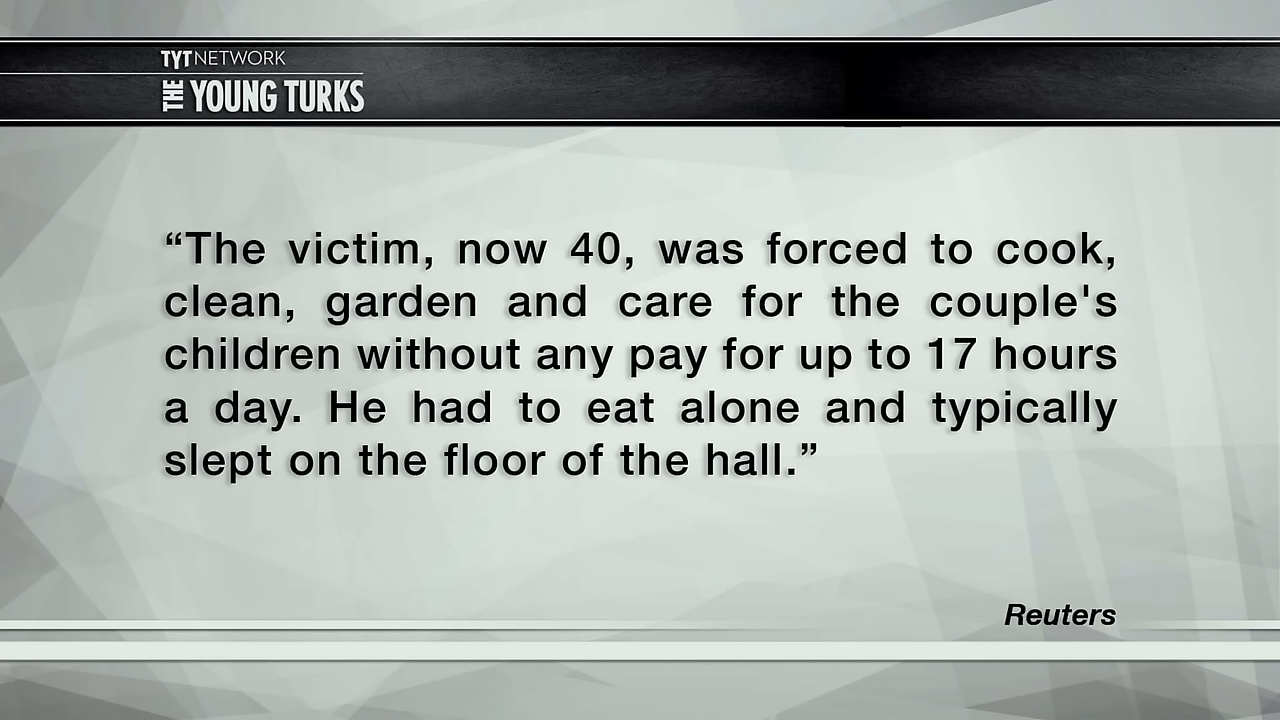 TYTNETWORK
THE YOUNG TURKS
“The victim, now 40, was forced to cook,
clean, garden and care for the couple's
children without any pay for up to 17 hours
a day. He had to eat alone and typically
slept on the floor of the hall.”
Reuters